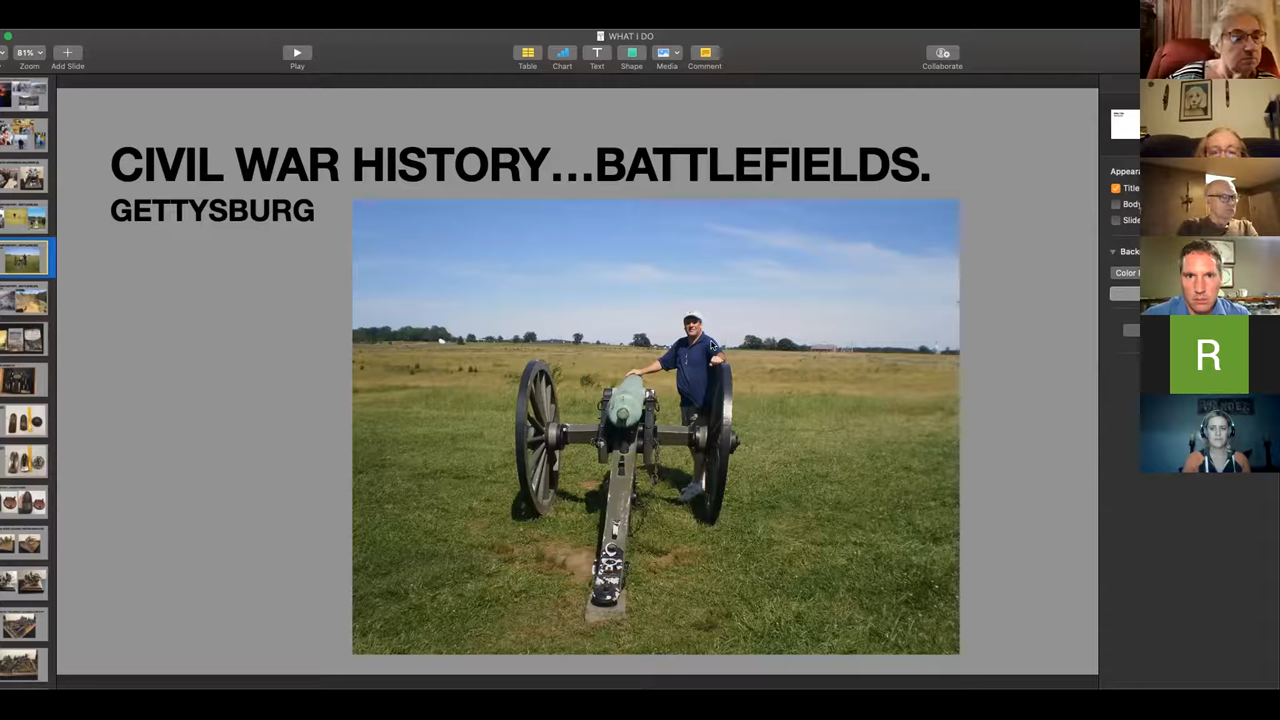 WHAT I DO
81%
Zoom
Add Slide
Play
Table
Chart
Text
Shape
Media
Comment
Collaborate
CIVIL WAR HISTORY...BATTLEFIELDS.
GETTYSBURG
Title
R